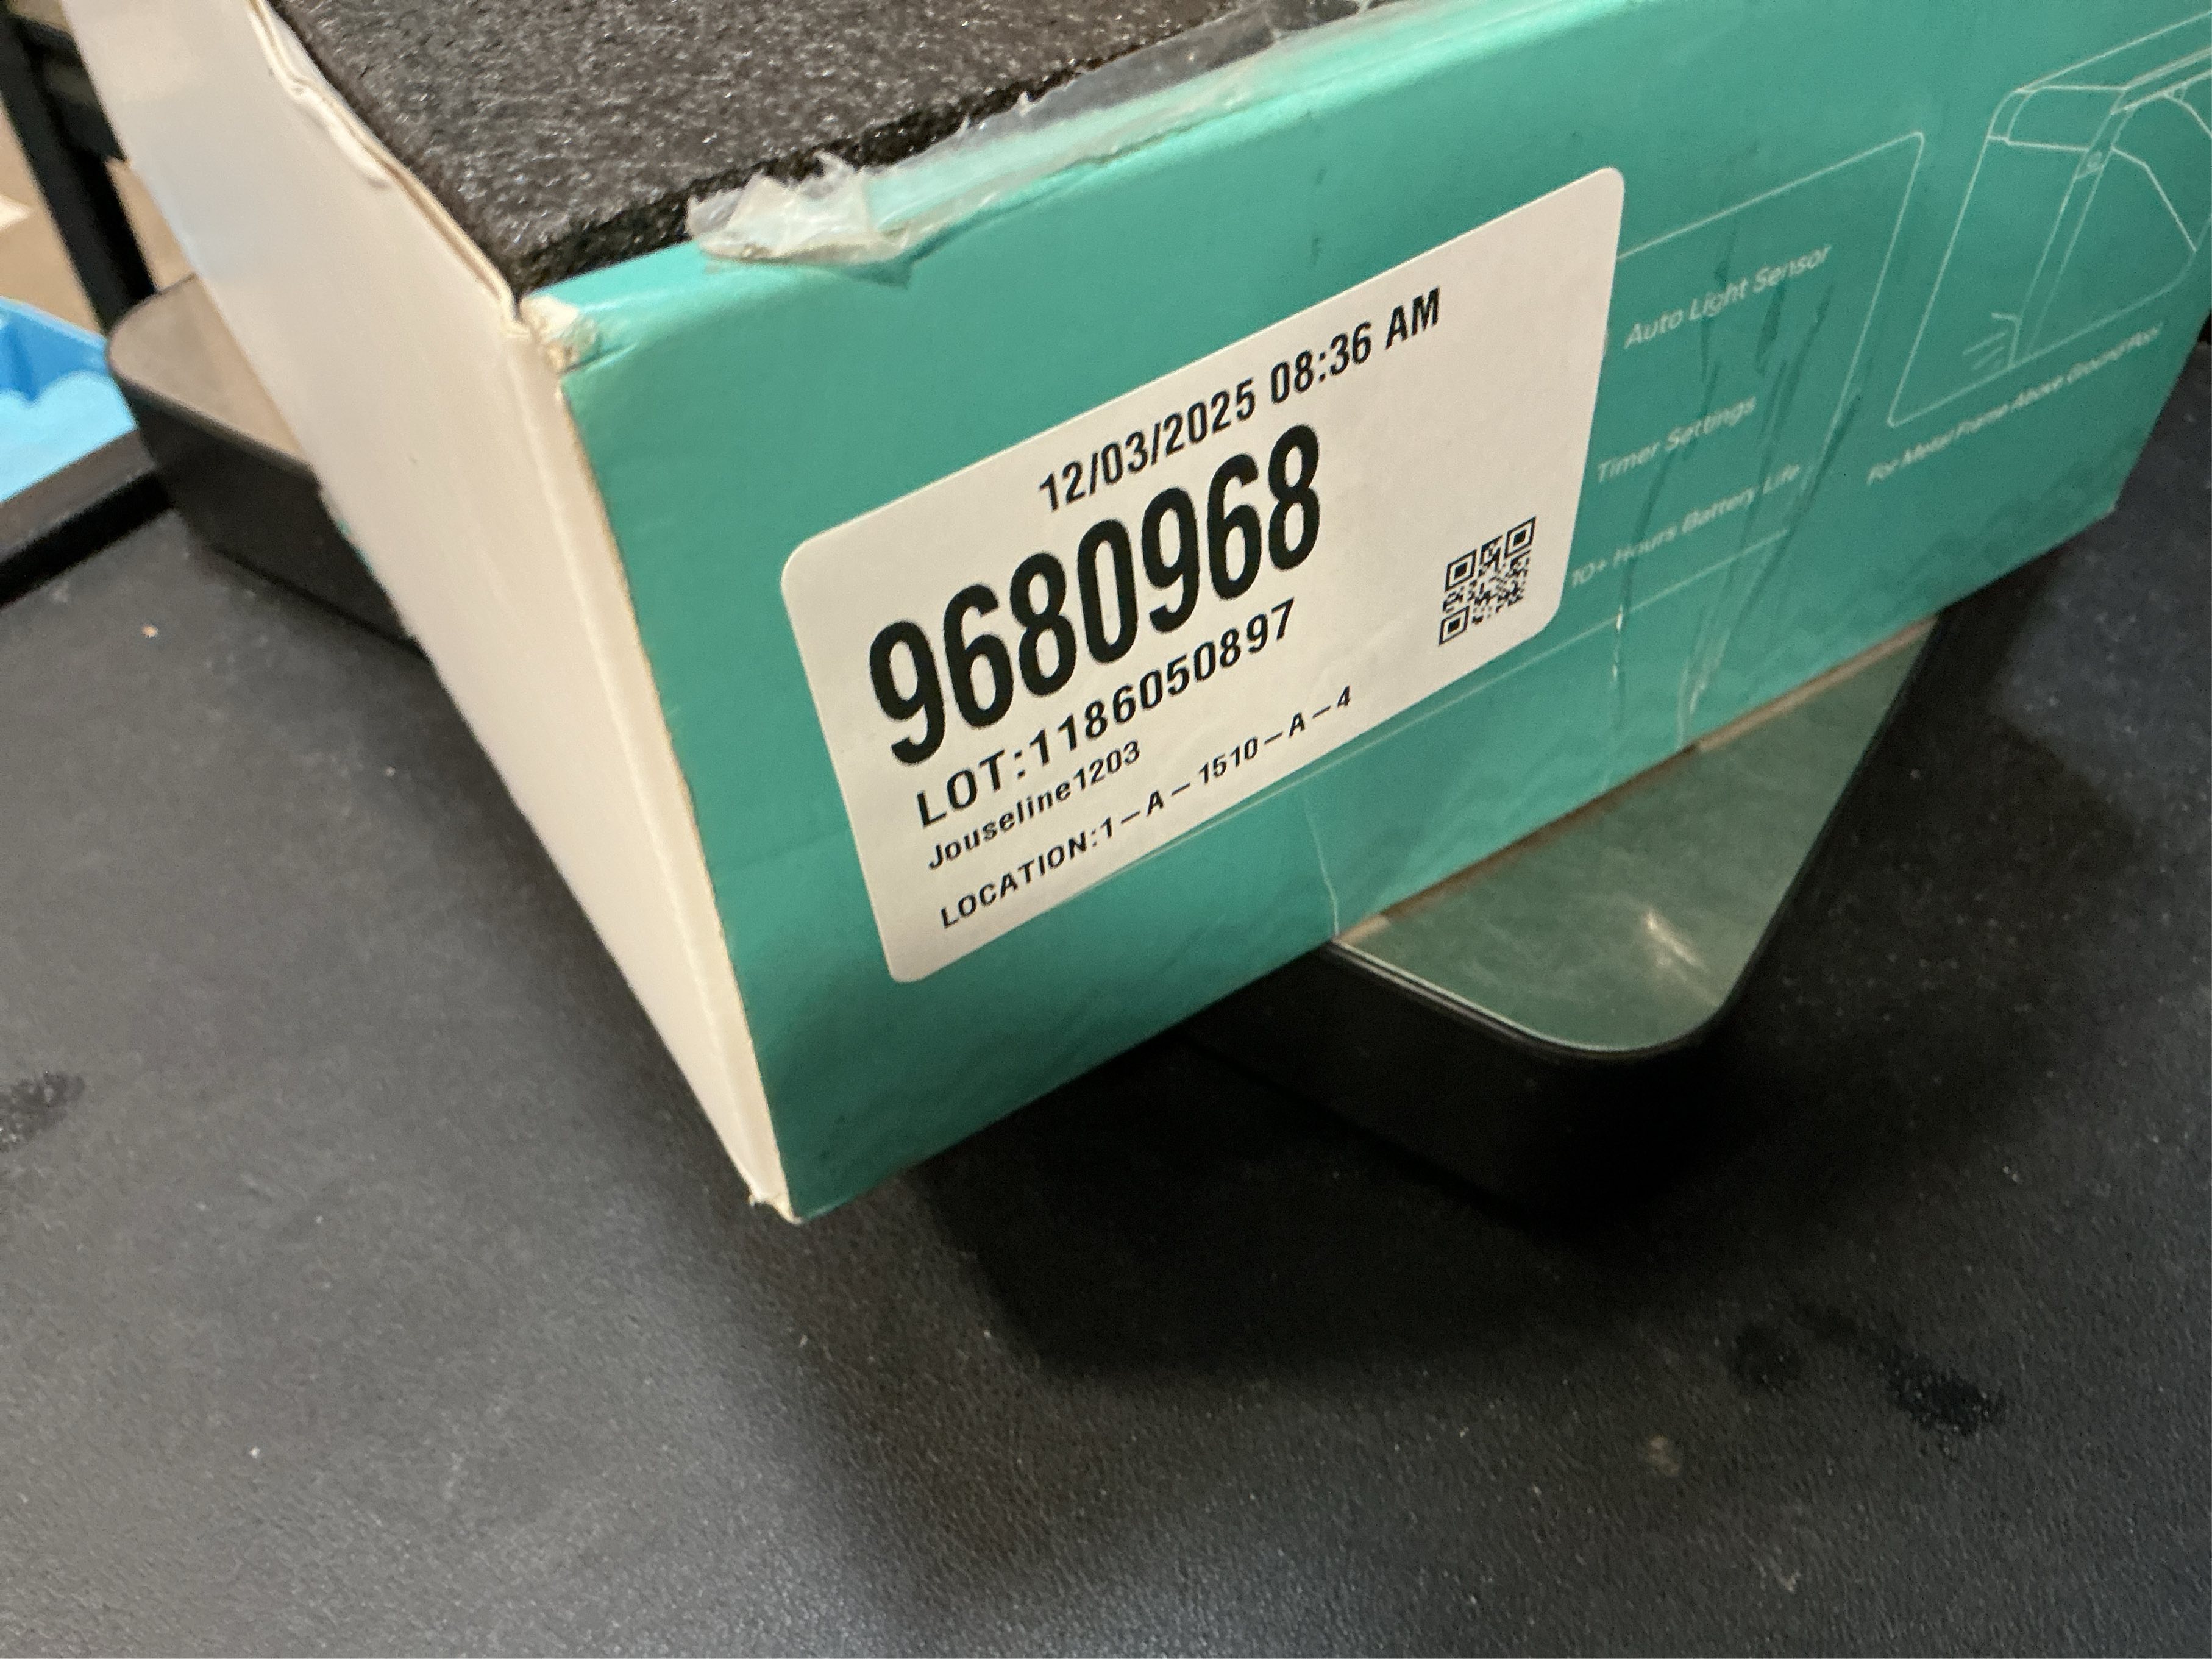 12/03/2025 08:36 AM
9680968
LOT:1186050897
Jouseline1203
LOCATION:1-A-1510-A-4
Auto Light Sensor
Timer Settings
10+ Hours Battery Life
For Metal Frame Above Ground Pool